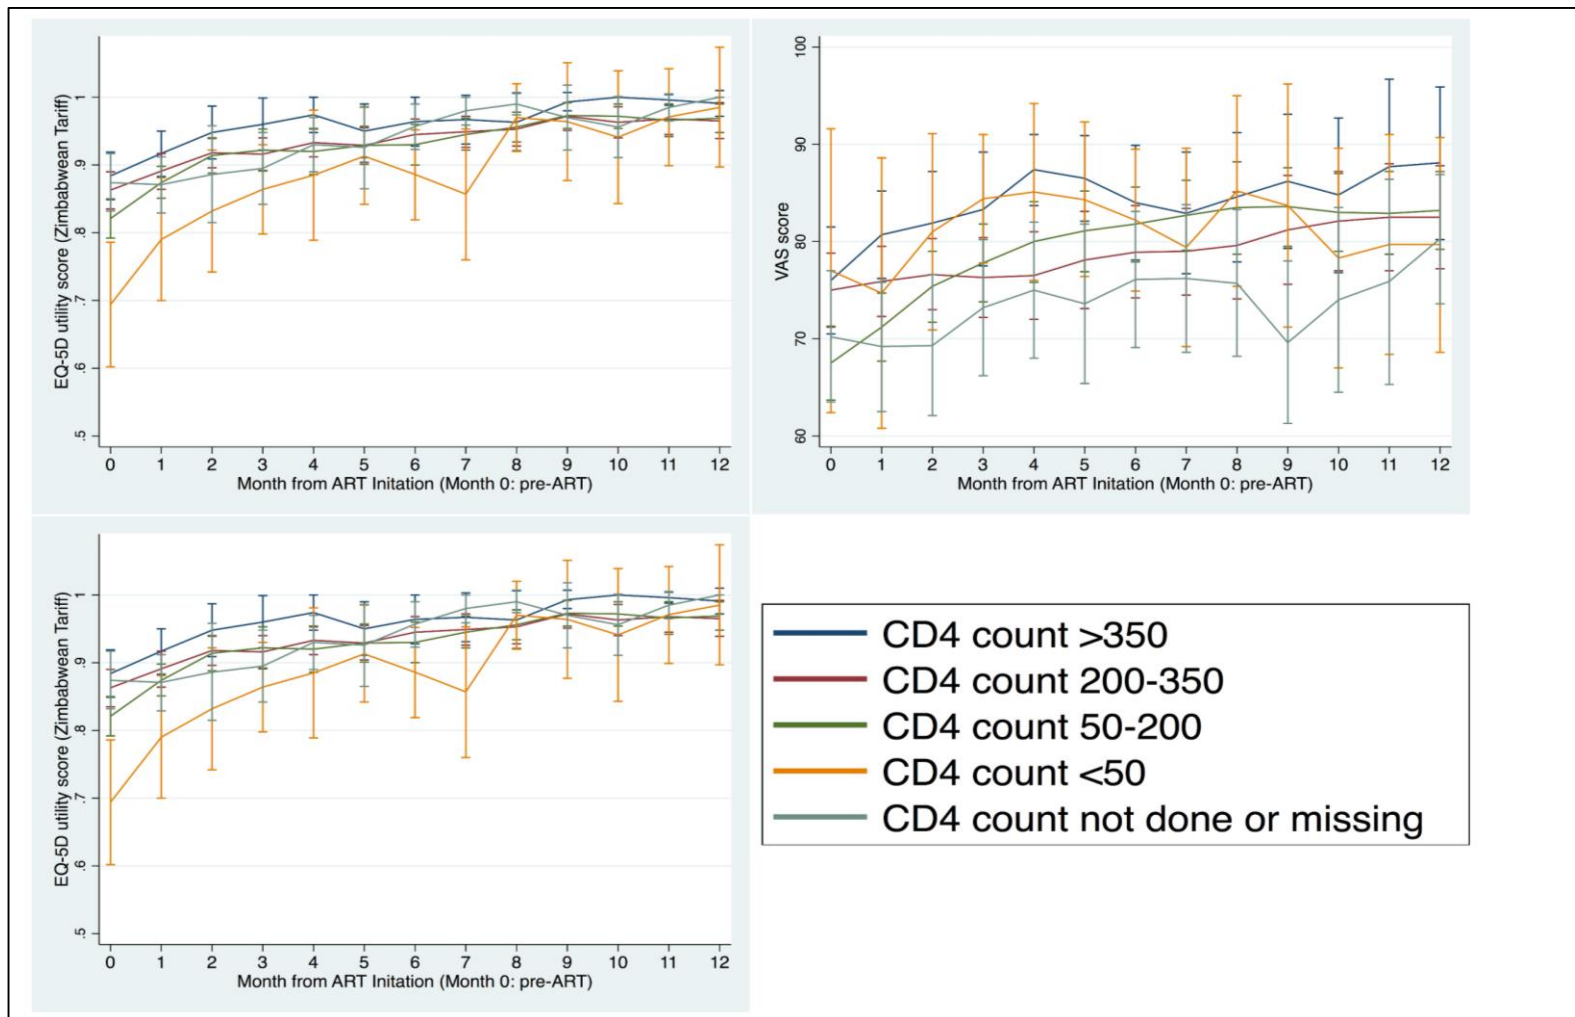 EQ-5D utility score (Zimbabwean Tariff)
1
.9
.8
.7
.6
.5
0 1 2 3 4 5 6 7 8 9 10 11 12
Month from ART Initation (Month 0: pre-ART)
VAS score
100
90
80
70
60
0 1 2 3 4 5 6 7 8 9 10 11 12
Month from ART Initation (Month 0: pre-ART)
EQ-5D utility score (Zimbabwean Tariff)
1
.9
.8
.7
.6
.5
0 1 2 3 4 5 6 7 8 9 10 11 12
Month from ART Initation (Month 0: pre-ART)
CD4 count >350
CD4 count 200-350
CD4 count 50-200
CD4 count <50
CD4 count not done or missing